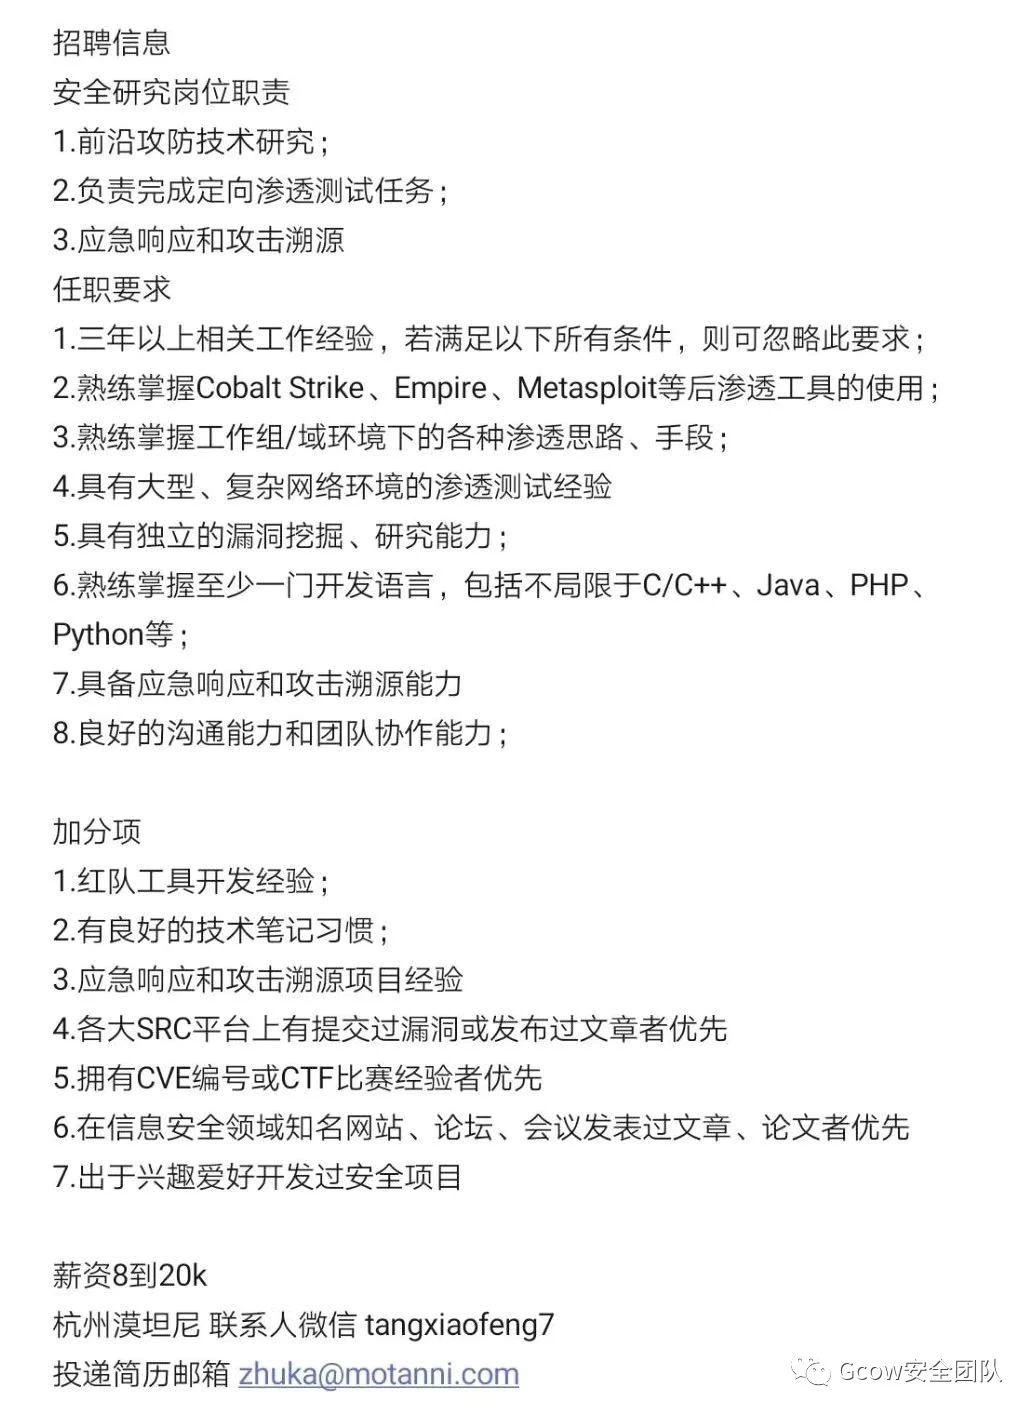 招聘信息
安全研究岗位职责
1.前沿攻防技术研究；
2.负责完成定向渗透测试任务；
3.应急响应和攻击溯源
任职要求
1.三年以上相关工作经验，若满足以下所有条件，则可忽略此要求；
2.熟练掌握Cobalt Strike、Empire、Metasploit等后渗透工具的使用；
3.熟练掌握工作组/域环境下的各种渗透思路、手段；
4.具有大型、复杂网络环境的渗透测试经验
5.具有独立的漏洞挖掘、研究能力；
6.熟练掌握至少一门开发语言，包括不局限于C/C++、Java、PHP、
Python等；
7.具备应急响应和攻击溯源能力
8.良好的沟通能力和团队协作能力；
加分项
1.红队工具开发经验；
2.有良好的技术笔记习惯；
3.应急响应和攻击溯源项目经验
4.各大SRC平台上有提交过漏洞或发布过文章者优先
5.拥有CVE编号或CTF比赛经验者优先
6.在信息安全领域知名网站、论坛、会议发表过文章、论文者优先
7.出于兴趣爱好开发过安全项目
薪资8到20k
杭州漠坦尼 联系人微信 tangxiaofeng7
投递简历邮箱 zhuka@motanni.com
Gcow安全团队